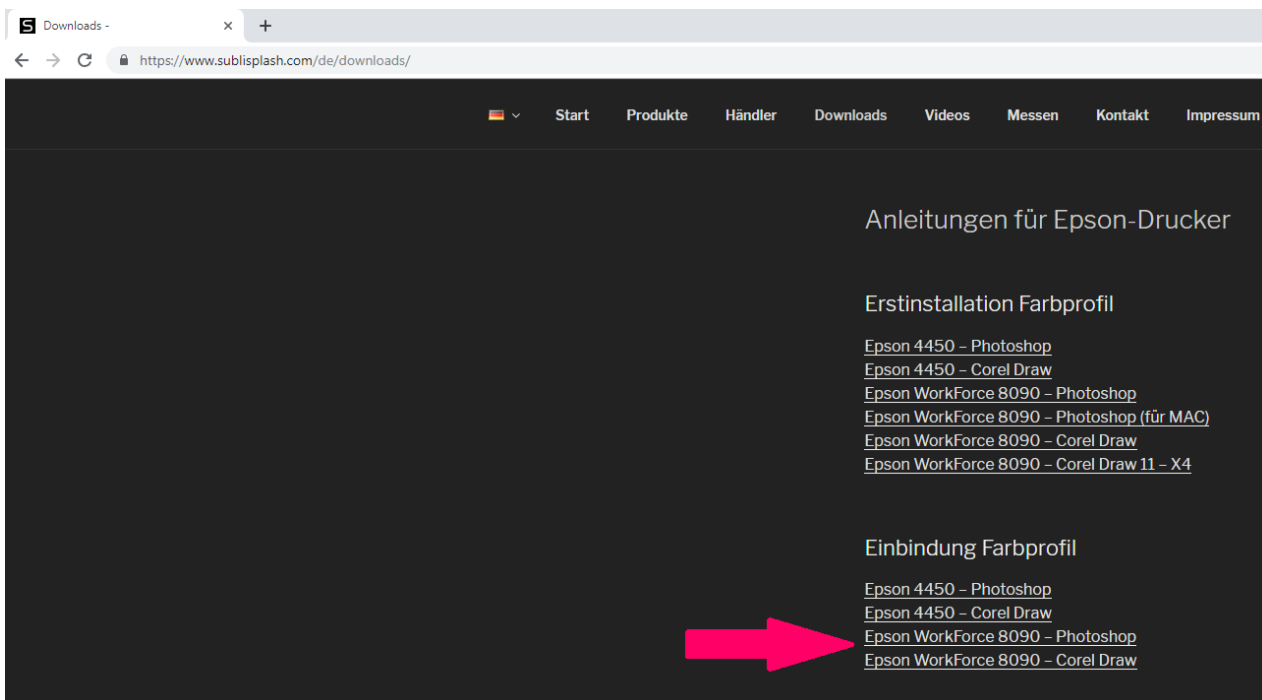 Downloads -
https://www.sublisplash.com/de/downloads/
Start Produkte Händler Downloads Videos Messen Kontakt Impressum
Anleitungen für Epson-Drucker
Erstinstallation Farbprofil
Epson 4450 – Photoshop
Epson 4450 – Corel Draw
Epson WorkForce 8090 – Photoshop
Epson WorkForce 8090 – Photoshop (für MAC)
Epson WorkForce 8090 – Corel Draw
Epson WorkForce 8090 – Corel Draw 11 – X4
Einbindung Farbprofil
Epson 4450 – Photoshop
Epson 4450 – Corel Draw
Epson WorkForce 8090 – Photoshop
Epson WorkForce 8090 – Corel Draw